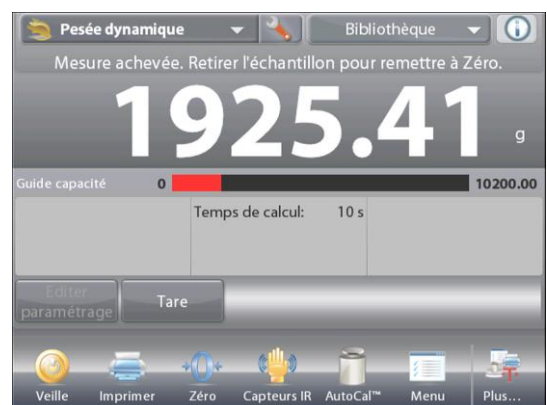 Pesée dynamique Bibliothèque
Mesure achevée. Retirer l'échantillon pour remettre à Zéro.
1925.41 g
Guide capacité 0 10200.00
Temps de calcul: 10 s
Editer
paramétrage
Tare
Veille Imprimer Zéro Capteurs IR AutoCal™ Menu Plus...